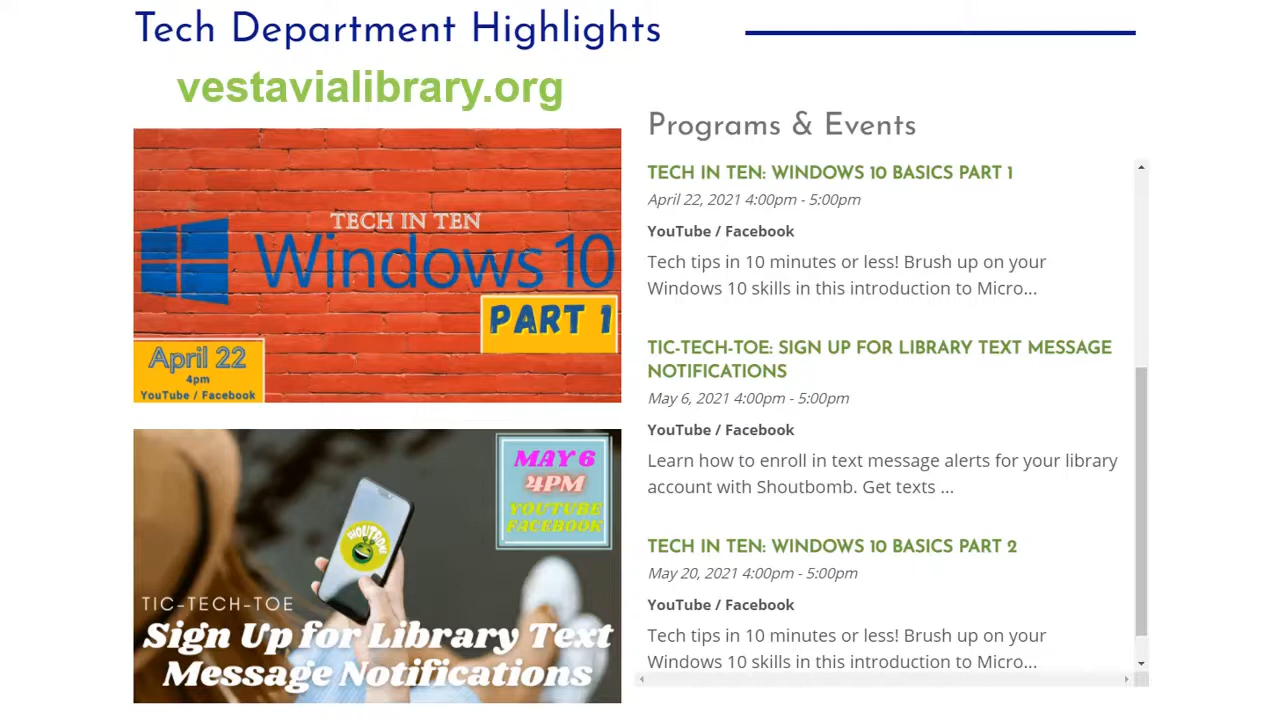 Tech Department Highlights
vestavialibrary.org
TECH IN TEN
Windows 10
PART 1
April 22
4pm
YouTube / Facebook
MAY 6
4PM
YOUTUBE
FACEBOOK
SHOUTBOMB
TIC-TECH-TOE
Sign Up for Library Text
Message Notifications
Programs & Events
TECH IN TEN: WINDOWS 10 BASICS PART 1
April 22, 2021 4:00pm - 5:00pm
YouTube / Facebook
Tech tips in 10 minutes or less! Brush up on your
Windows 10 skills in this introduction to Micro...
TIC-TECH-TOE: SIGN UP FOR LIBRARY TEXT MESSAGE
NOTIFICATIONS
May 6, 2021 4:00pm - 5:00pm
YouTube / Facebook
Learn how to enroll in text message alerts for your library
account with Shoutbomb. Get texts ...
TECH IN TEN: WINDOWS 10 BASICS PART 2
May 20, 2021 4:00pm - 5:00pm
YouTube / Facebook
Tech tips in 10 minutes or less! Brush up on your
Windows 10 skills in this introduction to Micro...